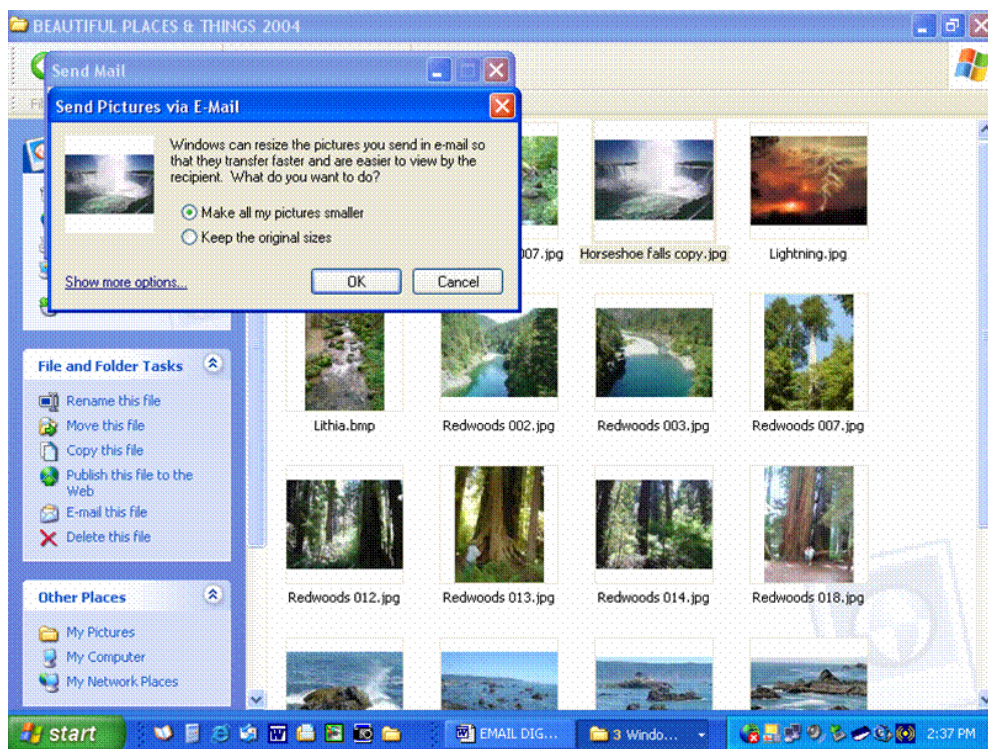 BEAUTIFUL PLACES & THINGS 2004
Send Mail
Send Pictures via E-Mail
Windows can resize the pictures you send in e-mail so
that they transfer faster and are easier to view by the
recipient. What do you want to do?
Make all my pictures smaller
Keep the original sizes
Show more options...
OK
Cancel
007.jpg
Horseshoe falls copy.jpg
Lightning.jpg
File and Folder Tasks
Rename this file
Move this file
Copy this file
Publish this file to the
Web
E-mail this file
Delete this file
Lithia.bmp
Redwoods 002.jpg
Redwoods 003.jpg
Redwoods 007.jpg
Redwoods 012.jpg
Redwoods 013.jpg
Redwoods 014.jpg
Redwoods 018.jpg
Other Places
My Pictures
My Computer
My Network Places
start
EMAIL DIG...
3 Windo...
2:37 PM